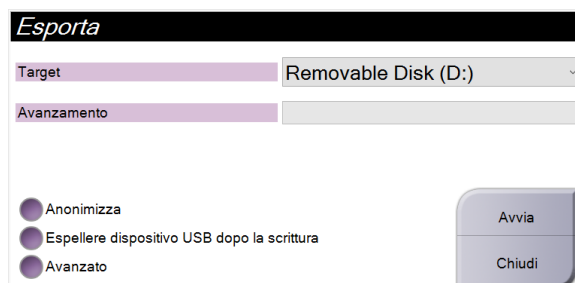 Esporta
Target
Removable Disk (D:)
Avanzamento
Anonimizza
Espellere dispositivo USB dopo la scrittura
Avanzato
Avvia
Chiudi